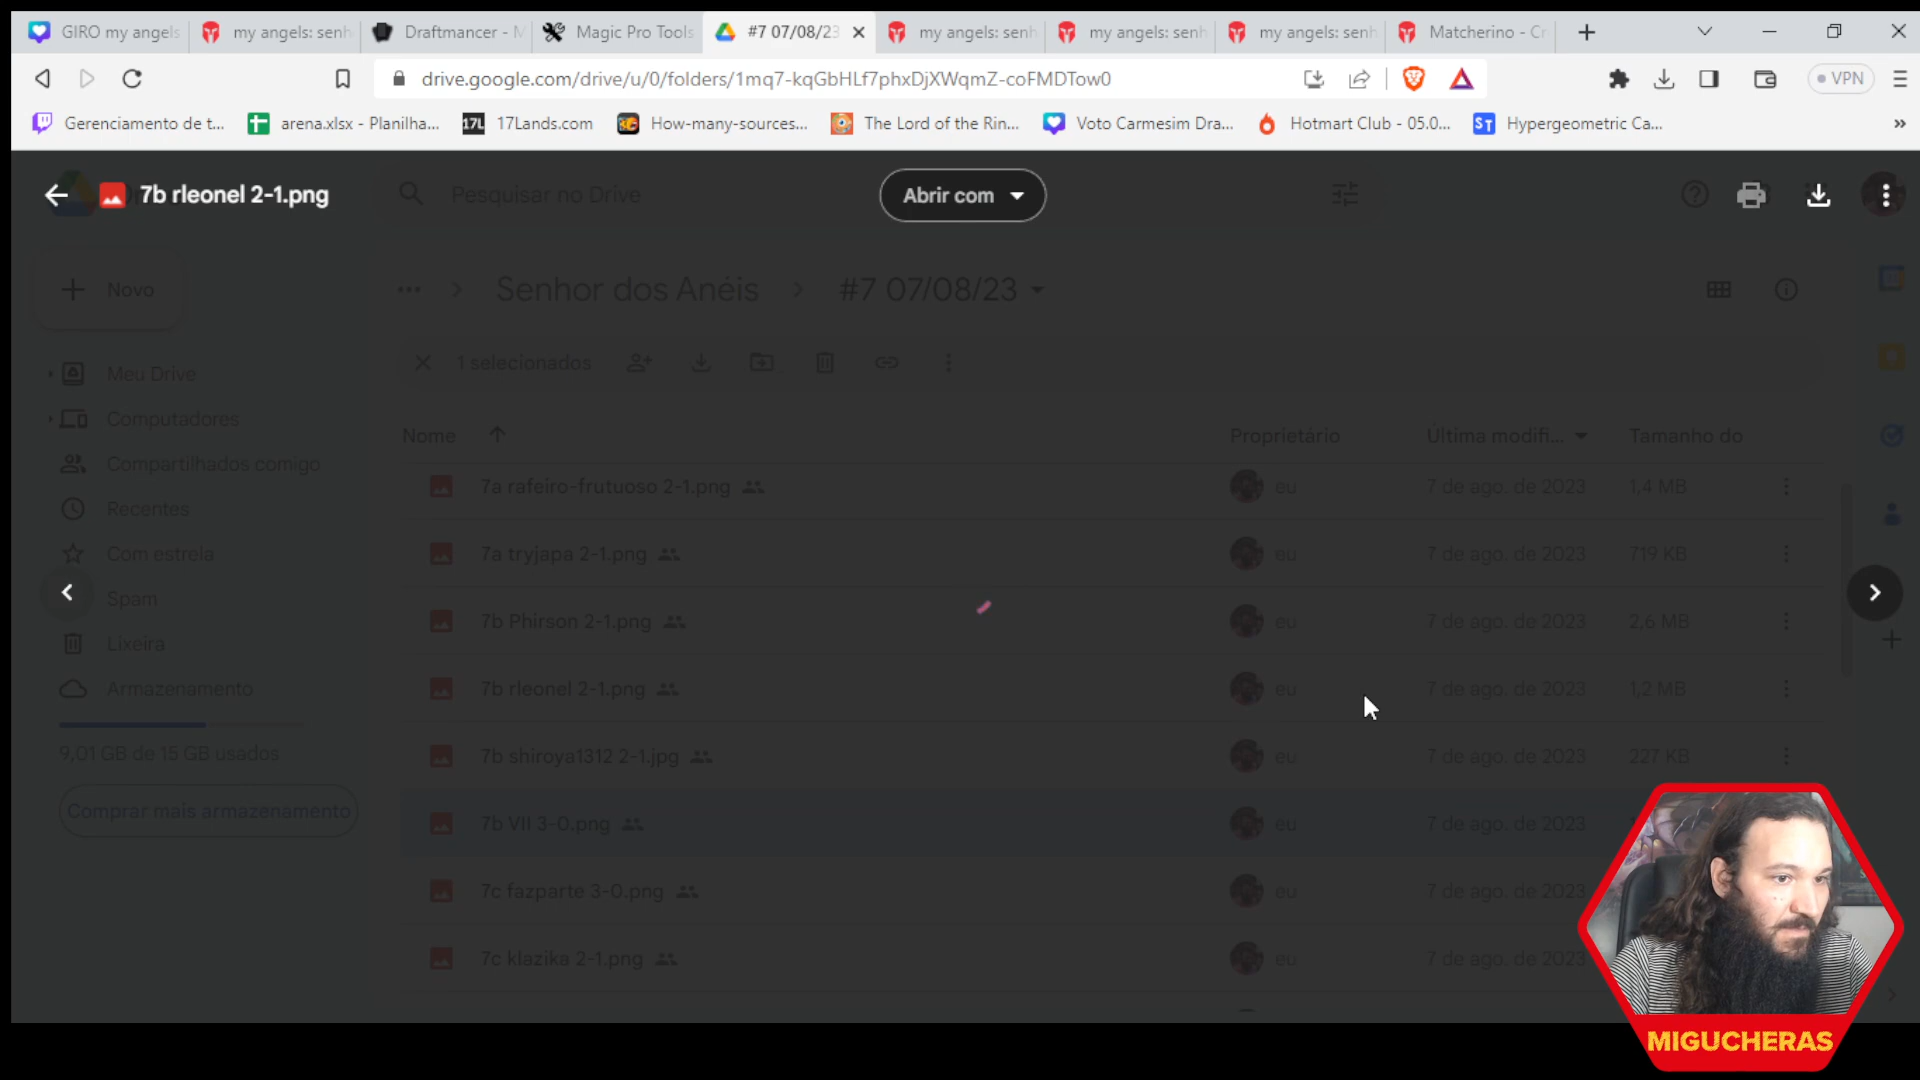 GIRO my angels
my angels: senh
Draftmancer - M
Magic Pro Tools
#7 07/08/23
my angels: senh
my angels: senh
my angels: senh
Matcherino - Cr
drive.google.com/drive/u/0/folders/1mq7-kqGbHLf7phxDjXWqmZ-coFMDTow0
VPN
Gerenciamento de t...
arena.xlsx - Planilha...
17L 17Lands.com
How-many-sources...
The Lord of the Rin...
Voto Carmesim Dra...
Hotmart Club - 05.0...
ST Hypergeometric Ca...
7b rleonel 2-1.png
Pesquisar no Drive
Abrir com
Novo
Senhor dos Anéis
#7 07/08/23
1 selecionados
Meu Drive
Computadores
Compartilhados comigo
Recentes
Com estrela
Spam
Lixeira
Armazenamento
9,01 GB de 15 GB usados
Comprar mais armazenamento
Nome
Proprietário
Última modifi...
Tamanho do
7a rafeiro-frutuoso 2-1.png
eu
7 de ago. de 2023
1,4 MB
7a tryjapa 2-1.png
eu
7 de ago. de 2023
719 KB
7b Phirson 2-1.png
eu
7 de ago. de 2023
2,6 MB
7b rleonel 2-1.png
eu
7 de ago. de 2023
1,2 MB
7b shiroya1312 2-1.jpg
eu
7 de ago. de 2023
227 KB
7b VII 3-0.png
eu
7 de ago. de 2023
7c fazparte 3-0.png
eu
7 de ago. de 2023
7c klazika 2-1.png
eu
7 de ago. de 2023
MIGUCHERAS